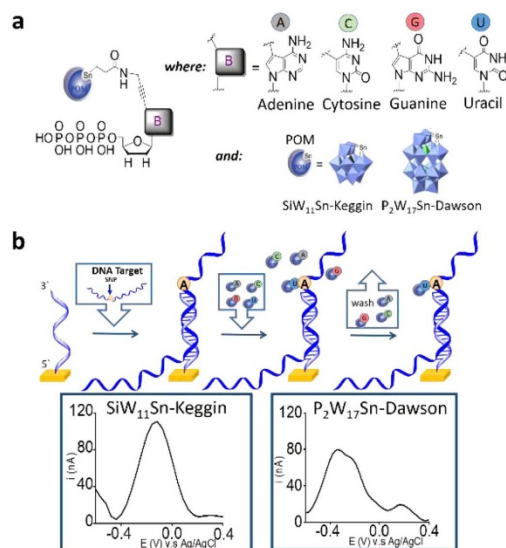 a
where:
B
=
A
C
G
U
NH₂
N
N
N
Adenine
NH₂
N
N
O
Cytosine
O
NH
N
N
NH₂
Guanine
O
NH
N
O
Uracil
Sn
POM
O
N
H
B
O O O
HO-P-O-P-O-P-O
OH OH OH
O
H H
and:
POM
Sn
=
Sn
Sn
SiW₁₁Sn-Keggin
P₂W₁₇Sn-Dawson
b
DNA Target
SNP
3`
5`
A
C
A
G
U
A
C
G
U
A
wash
A
G
C
U
A
SiW₁₁Sn-Keggin
120
80
40
0
i (nA)
-0.4
0.0
0.4
E (V) v.s Ag/AgCl
P₂W₁₇Sn-Dawson
120
80
40
0
i (nA)
-0.4
0.0
0.4
E (V) v.s Ag/AgCl